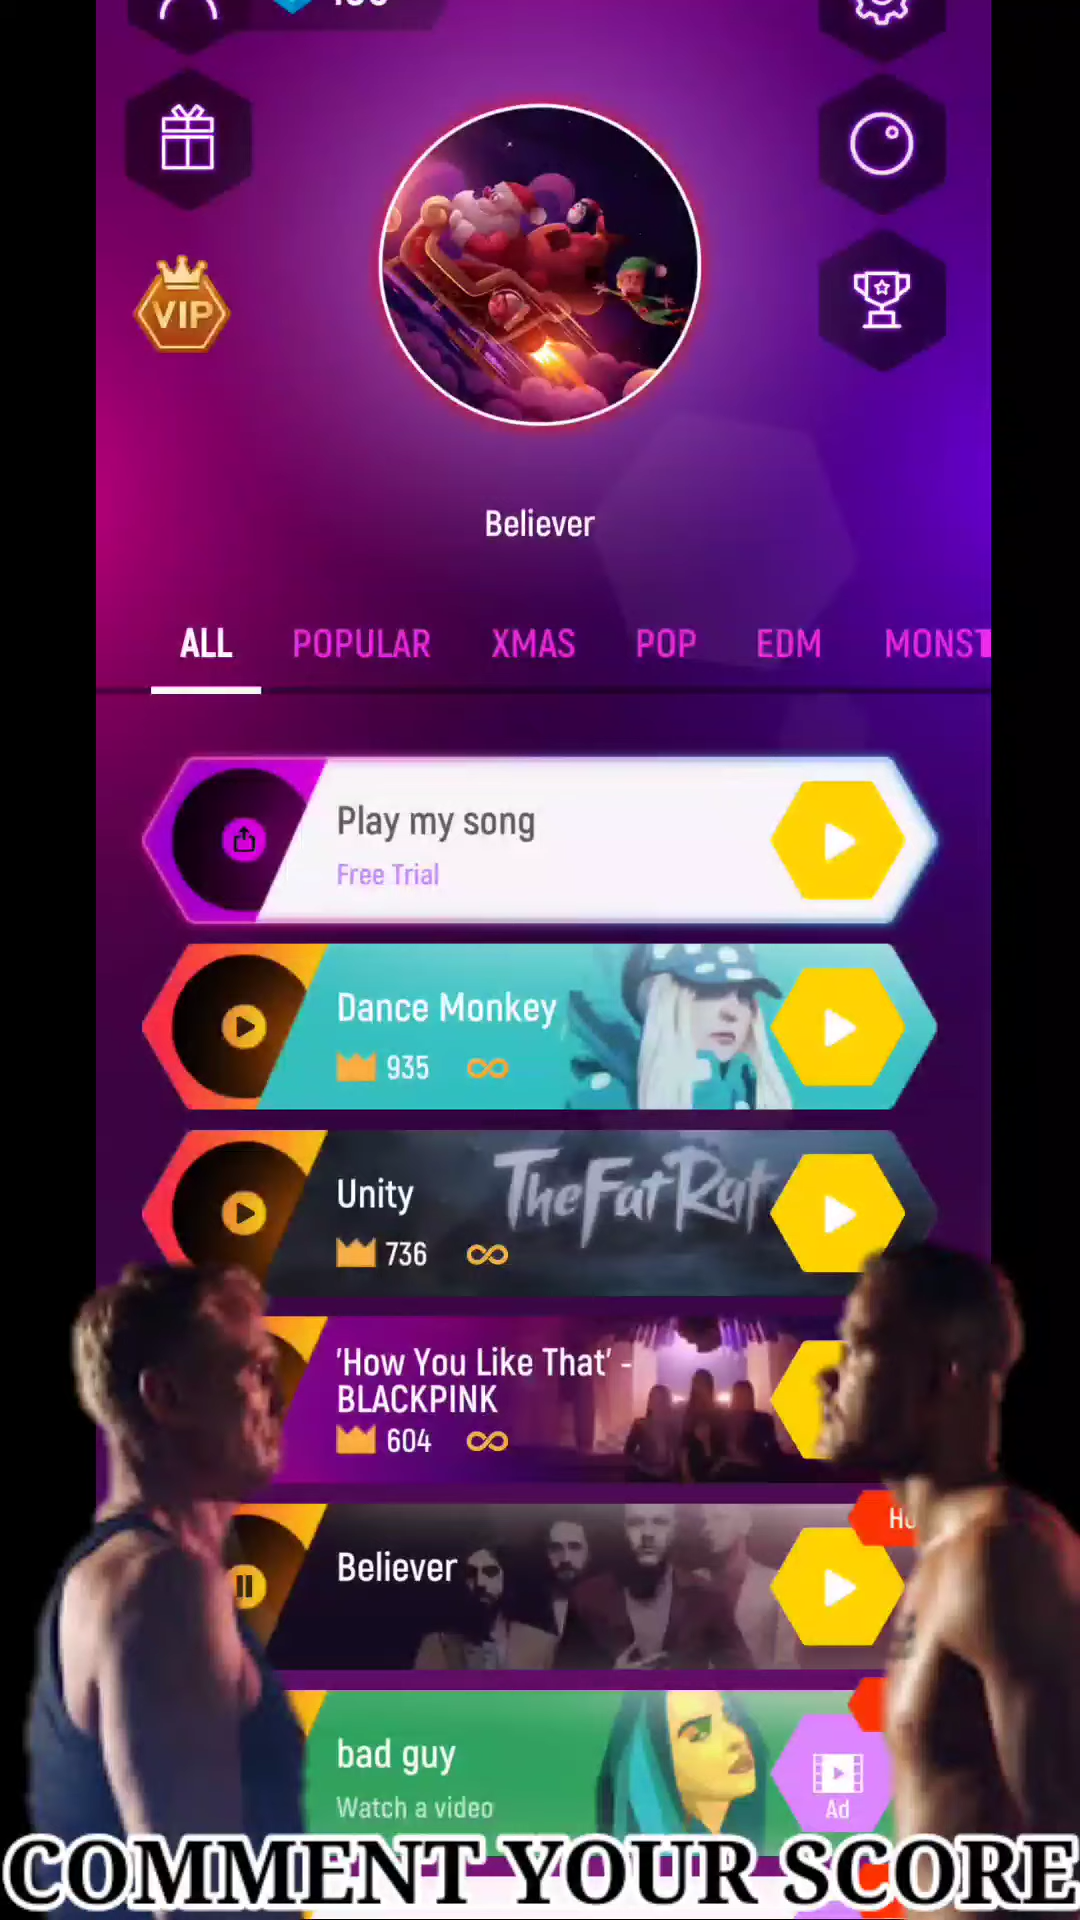 VIP
Believer
ALL POPULAR XMAS POP EDM MONST
Play my song
Free Trial
Dance Monkey
935
Unity
TheFatRat
736
'How You Like That' -
BLACKPINK
604
Believer
bad guy
Watch a video
Ad
COMMENT YOUR SCORE